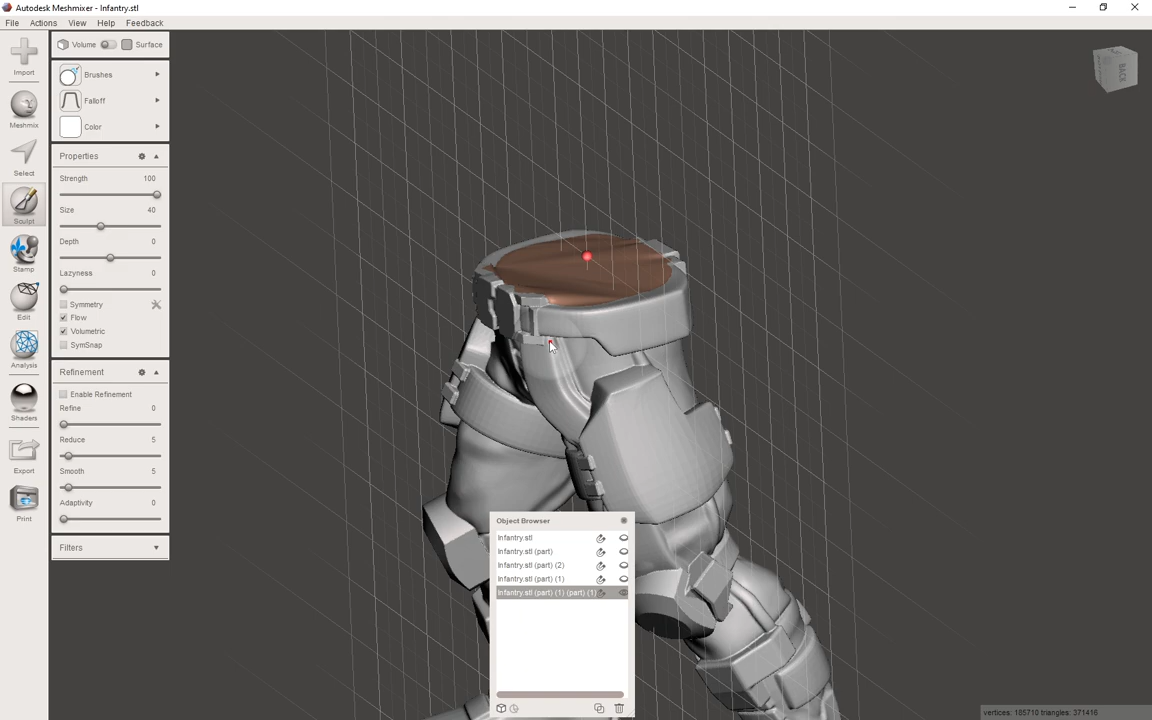 Autodesk Meshmixer - Infantry.stl
File Actions View Help Feedback
Import
Meshmix
Select
Sculpt
Stamp
Edit
Analysis
Shaders
Export
Print
Volume Surface
Brushes
Falloff
Color
Properties
Strength 100
Size 40
Depth 0
Lazyness 0
Symmetry
Flow
Volumetric
SymSnap
Refinement
Enable Refinement
Refine 0
Reduce 5
Smooth 5
Adaptivity 0
Filters
BACK
Object Browser
Infantry.stl
Infantry.stl (part)
Infantry.stl (part) (2)
Infantry.stl (part) (1)
Infantry.stl (part) (1) (part) (1)
vertices: 185710 triangles: 371416